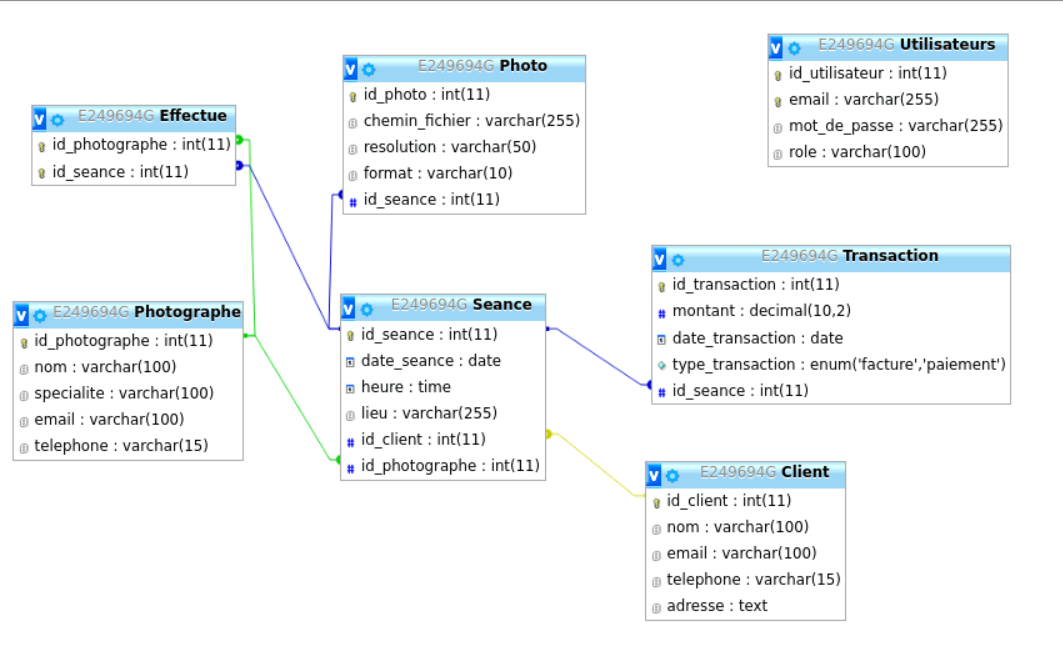 E249694G Utilisateurs
id_utilisateur : int(11)
email : varchar(255)
mot_de_passe : varchar(255)
role : varchar(100)
E249694G Photo
id_photo : int(11)
chemin_fichier : varchar(255)
resolution : varchar(50)
format : varchar(10)
# id_seance : int(11)
E249694G Effectue
id_photographe : int(11)
id_seance : int(11)
E249694G Transaction
id_transaction : int(11)
# montant : decimal(10,2)
date_transaction : date
type_transaction : enum('facture','paiement')
# id_seance : int(11)
E249694G Seance
id_seance : int(11)
date_seance : date
heure : time
lieu : varchar(255)
# id_client : int(11)
# id_photographe : int(11)
E249694G Photographe
id_photographe : int(11)
nom : varchar(100)
specialite : varchar(100)
email : varchar(100)
telephone : varchar(15)
E249694G Client
id_client : int(11)
nom : varchar(100)
email : varchar(100)
telephone : varchar(15)
adresse : text